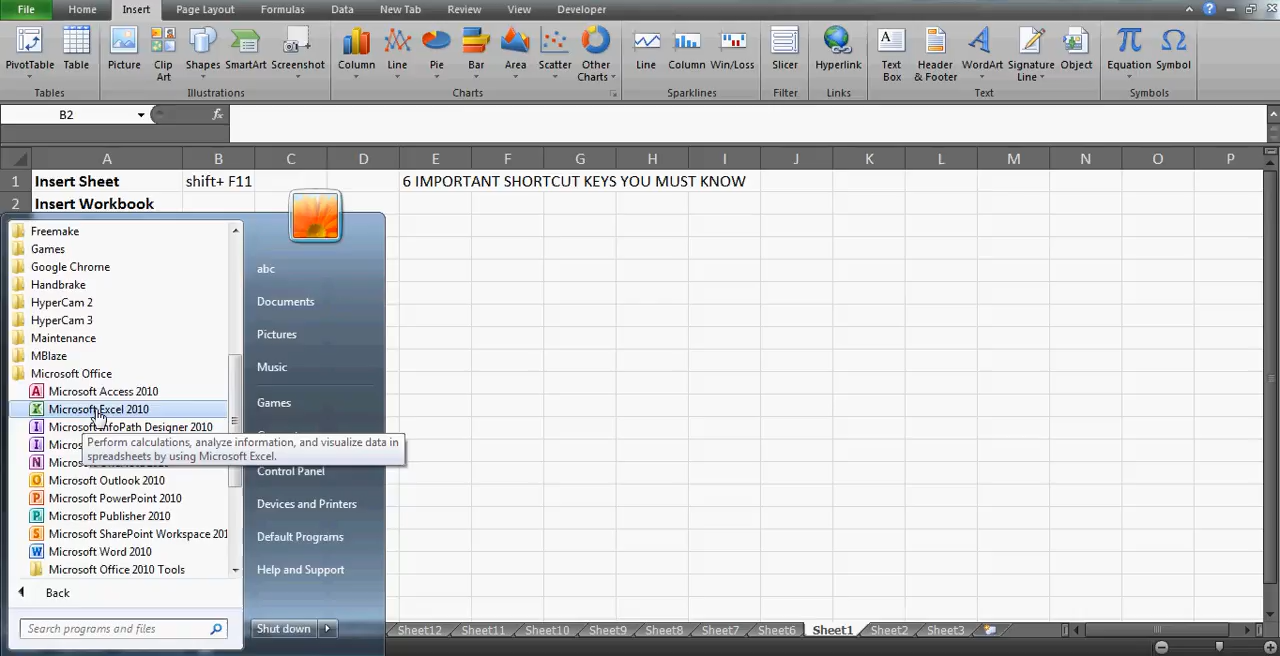 File Home Insert Page Layout Formulas Data New Tab Review View Developer
PivotTable Table Picture Clip Art Shapes SmartArt Screenshot Column Line Pie Bar Area Scatter Other Charts Line Column Win/Loss Slicer Hyperlink Text Box Header & Footer WordArt Signature Line Object Equation Symbol
Tables Illustrations Charts Sparklines Filter Links Text Symbols
B2 fx
A B C D E F G H I J K L M N O P
1 Insert Sheet shift+ F11 6 IMPORTANT SHORTCUT KEYS YOU MUST KNOW
2 Insert Workbook
Freemake
Games
Google Chrome
Handbrake
HyperCam 2
HyperCam 3
Maintenance
MBlaze
Microsoft Office
Microsoft Access 2010
Microsoft Excel 2010
Microsoft InfoPath Designer 2010
Perform calculations, analyze information, and visualize data in
spreadsheets by using Microsoft Excel.
Microsoft Outlook 2010
Microsoft PowerPoint 2010
Microsoft Publisher 2010
Microsoft SharePoint Workspace 201
Microsoft Word 2010
Microsoft Office 2010 Tools
Back
Search programs and files
abc
Documents
Pictures
Music
Games
Control Panel
Devices and Printers
Default Programs
Help and Support
Shut down
Sheet12 Sheet11 Sheet10 Sheet9 Sheet8 Sheet7 Sheet6 Sheet1 Sheet2 Sheet3